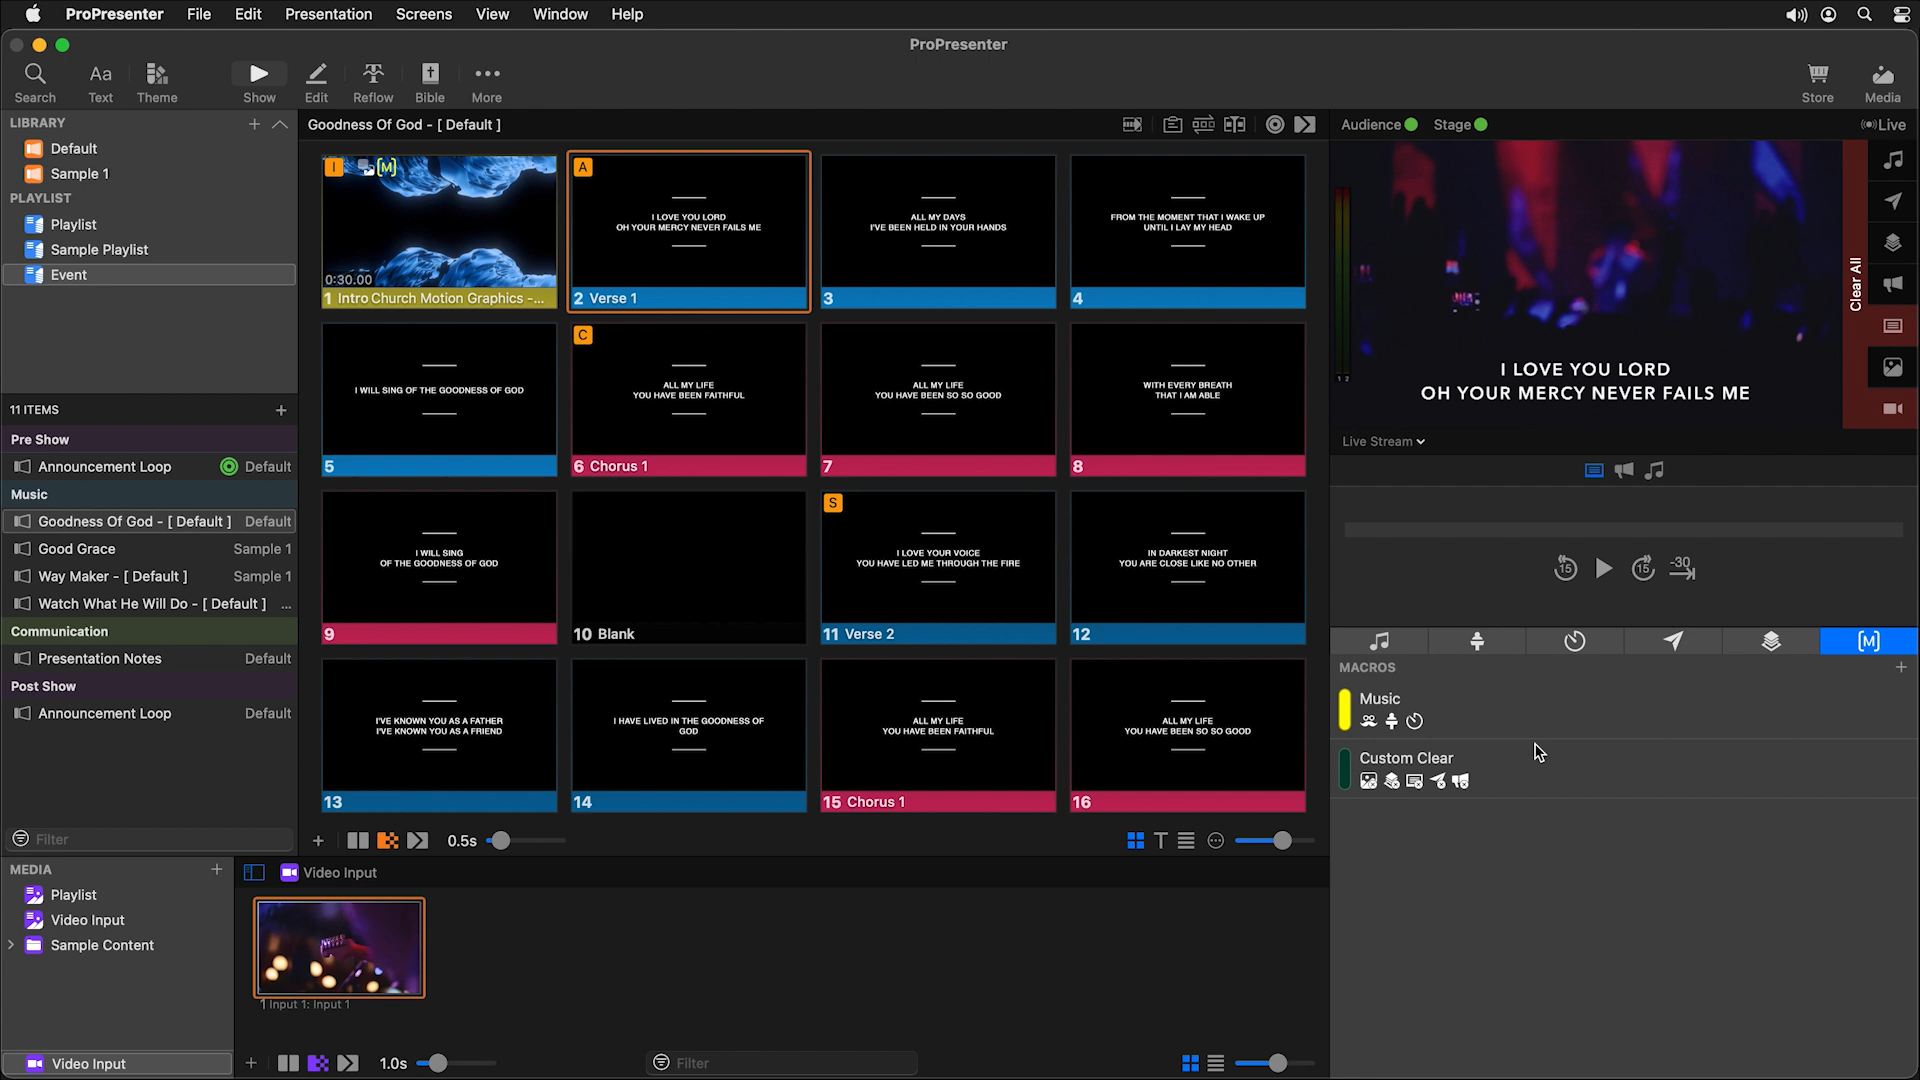 ProPresenter File Edit Presentation Screens View Window Help
ProPresenter
Search Text Theme Show Edit Reflow Bible More Store Media
LIBRARY
Default
Sample 1
PLAYLIST
Playlist
Sample Playlist
Event
11 ITEMS
Pre Show
Announcement Loop Default
Music
Goodness Of God - [ Default ] Default
Good Grace Sample 1
Way Maker - [ Default ] Sample 1
Watch What He Will Do - [ Default ] ...
Communication
Presentation Notes Default
Post Show
Announcement Loop Default
Filter
Goodness Of God - [ Default ]
I [M]
0:30.00
1 Intro Church Motion Graphics -...
A
I LOVE YOU LORD
OH YOUR MERCY NEVER FAILS ME
2 Verse 1
ALL MY DAYS
I'VE BEEN HELD IN YOUR HANDS
3
FROM THE MOMENT THAT I WAKE UP
UNTIL I LAY MY HEAD
4
I WILL SING OF THE GOODNESS OF GOD
5
C
ALL MY LIFE
YOU HAVE BEEN FAITHFUL
6 Chorus 1
ALL MY LIFE
YOU HAVE BEEN SO SO GOOD
7
WITH EVERY BREATH
THAT I AM ABLE
8
I WILL SING
OF THE GOODNESS OF GOD
9
10 Blank
S
I LOVE YOUR VOICE
YOU HAVE LED ME THROUGH THE FIRE
11 Verse 2
IN DARKEST NIGHT
YOU ARE CLOSE LIKE NO OTHER
12
I'VE KNOWN YOU AS A FATHER
I'VE KNOWN YOU AS A FRIEND
13
I HAVE LIVED IN THE GOODNESS OF
GOD
14
ALL MY LIFE
YOU HAVE BEEN FAITHFUL
15 Chorus 1
ALL MY LIFE
YOU HAVE BEEN SO SO GOOD
16
0.5s
Audience Stage Live
I LOVE YOU LORD
OH YOUR MERCY NEVER FAILS ME
1 2
Clear All
Live Stream
15 15 -30
[M]
MACROS
Music
Custom Clear
MEDIA
Playlist
Video Input
Sample Content
Video Input
Video Input
1 Input 1: Input 1
1.0s
Filter